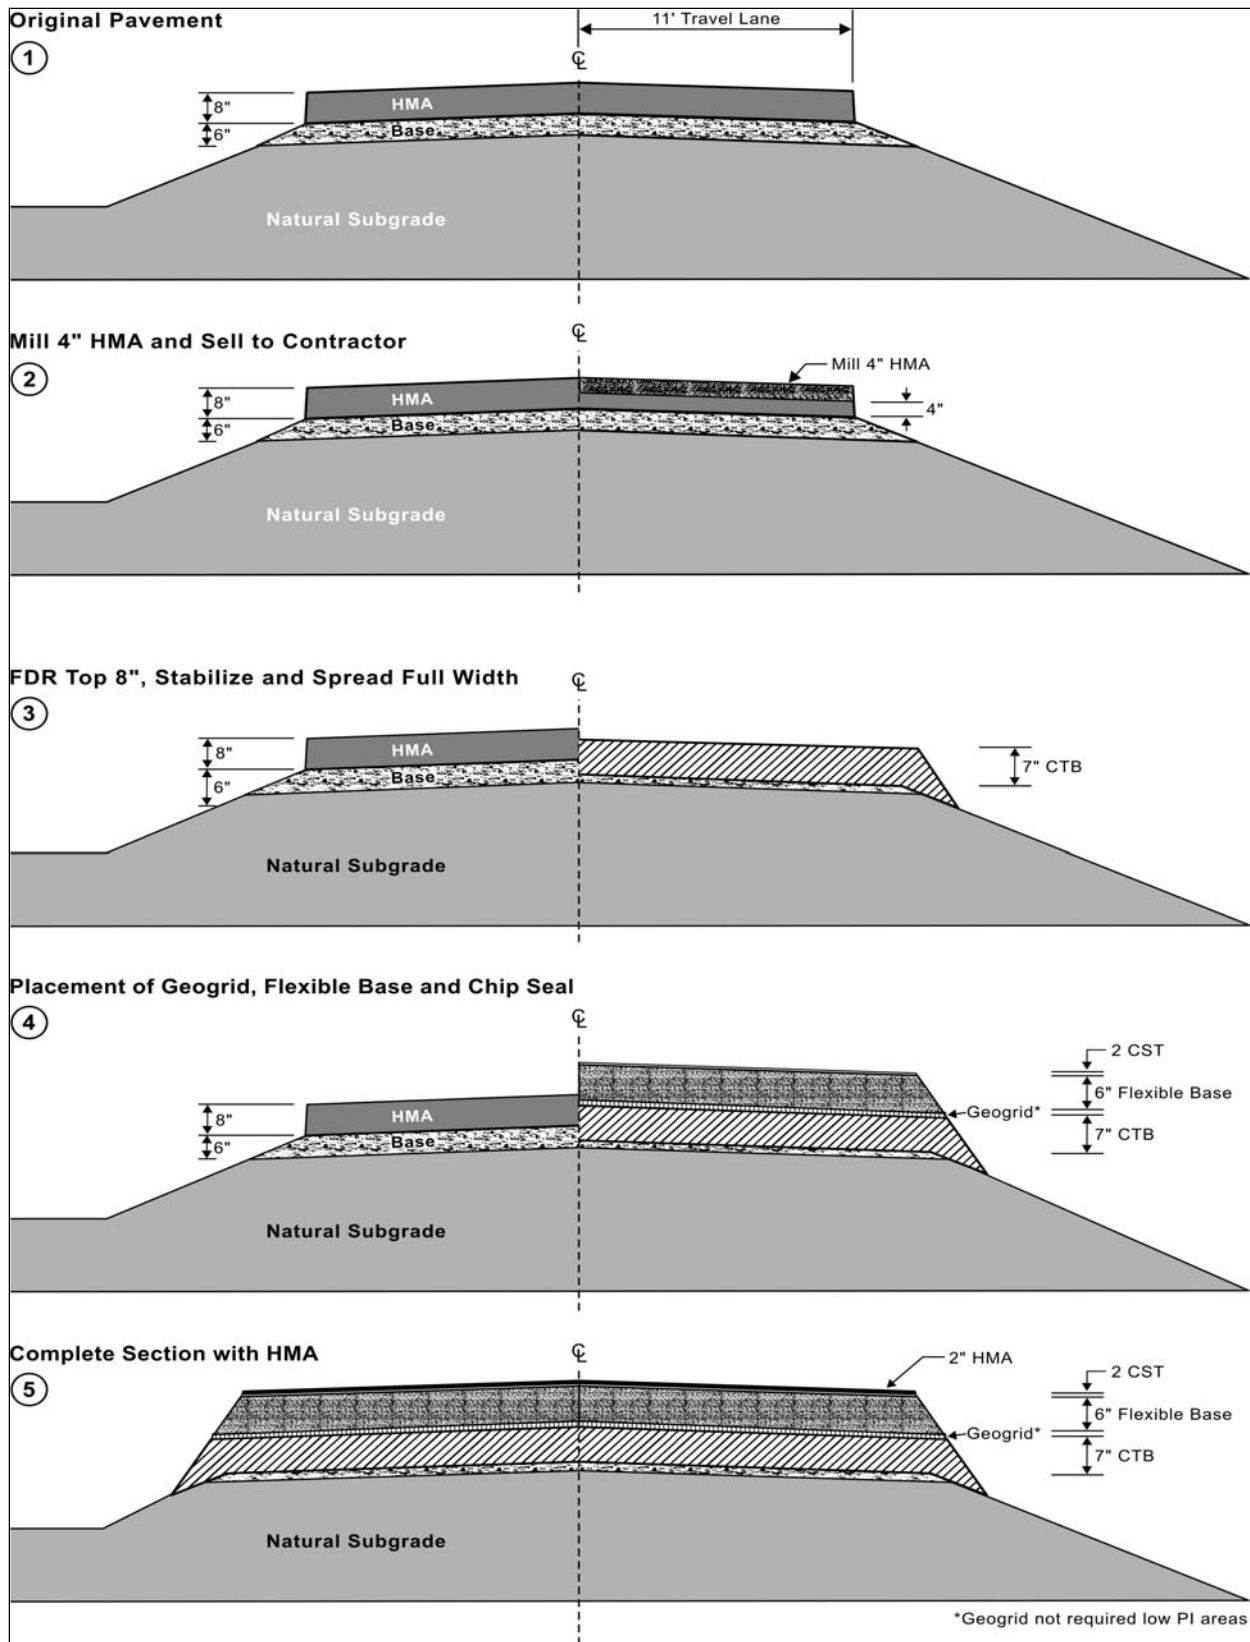 Original Pavement
11' Travel Lane
1
℄
8"
HMA
6"
Base
Natural Subgrade
Mill 4" HMA and Sell to Contractor
℄
2
Mill 4" HMA
8"
HMA
4"
6"
Base
Natural Subgrade
FDR Top 8", Stabilize and Spread Full Width
℄
3
8"
HMA
7" CTB
6"
Base
Natural Subgrade
Placement of Geogrid, Flexible Base and Chip Seal
4
℄
2 CST
6" Flexible Base
8"
HMA
Geogrid*
7" CTB
6"
Base
Natural Subgrade
Complete Section with HMA
℄
2" HMA
5
2 CST
6" Flexible Base
Geogrid*
7" CTB
Natural Subgrade
*Geogrid not required low PI areas